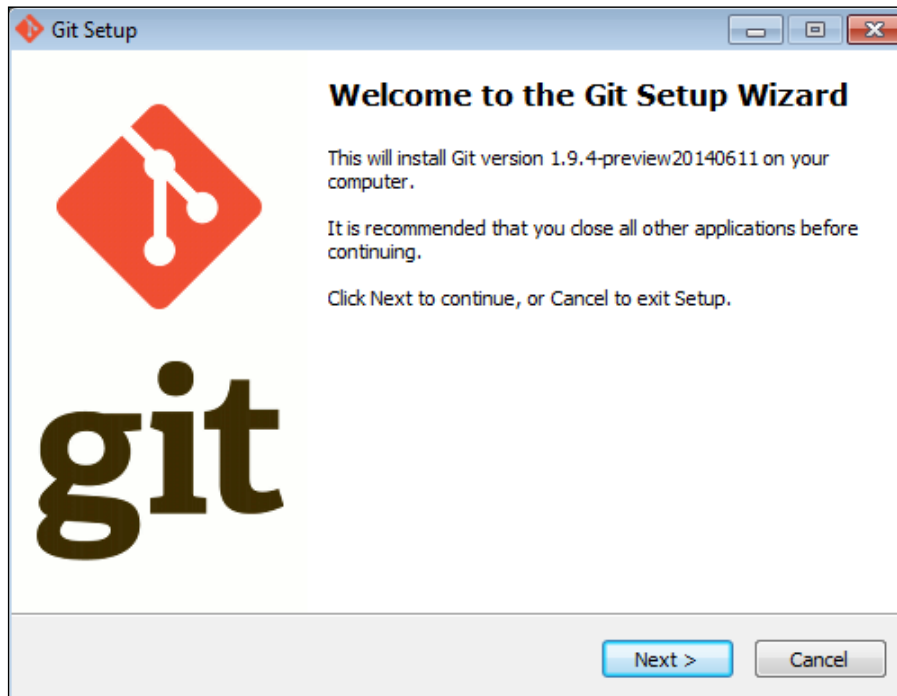 Git Setup
Welcome to the Git Setup Wizard
This will install Git version 1.9.4-preview20140611 on your
computer.
It is recommended that you close all other applications before
continuing.
Click Next to continue, or Cancel to exit Setup.
git
Next >
Cancel